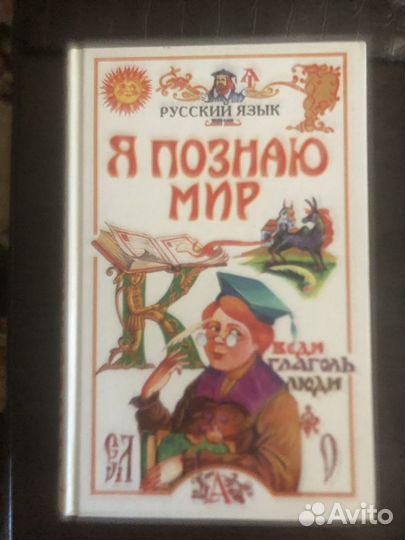 РУССКИЙ ЯЗЫК
Я ПОЗНАЮ
МИР
К
ВЕДИ
ГЛАГОЛЬ
ЛЮДИ
А
Avito